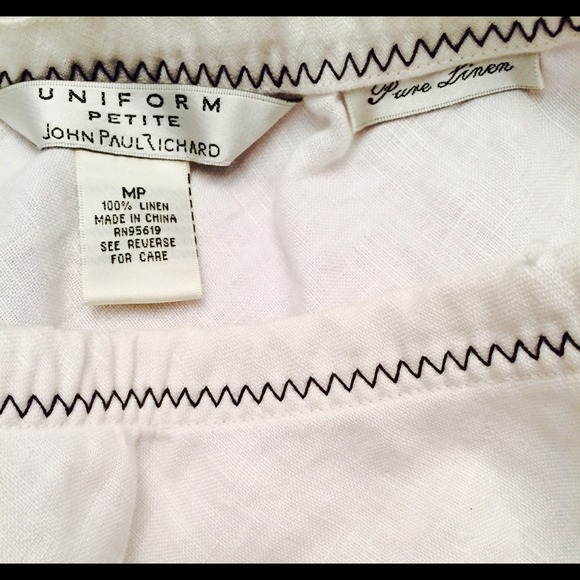 UNIFORM
PETITE
JOHN PAUL RICHARD
Pure Linen
MP
100% LINEN
MADE IN CHINA
RN95619
SEE REVERSE
FOR CARE